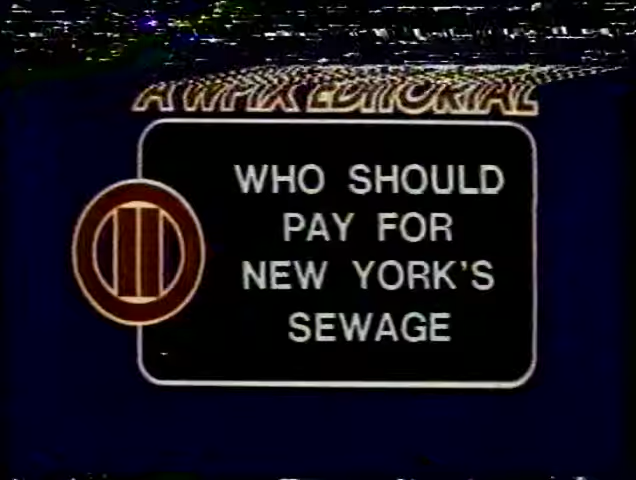 A WPIX EDITORIAL
WHO SHOULD
PAY FOR
NEW YORK'S
SEWAGE